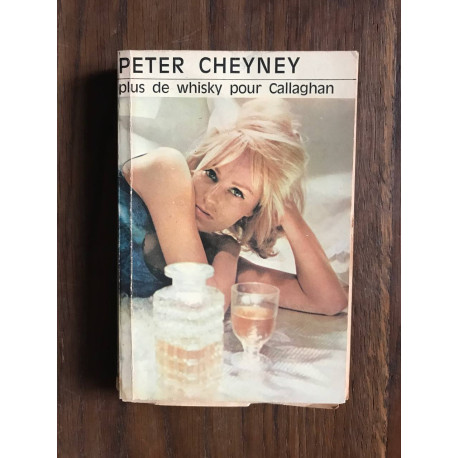 PETER CHEYNEY
plus de whisky pour Callaghan